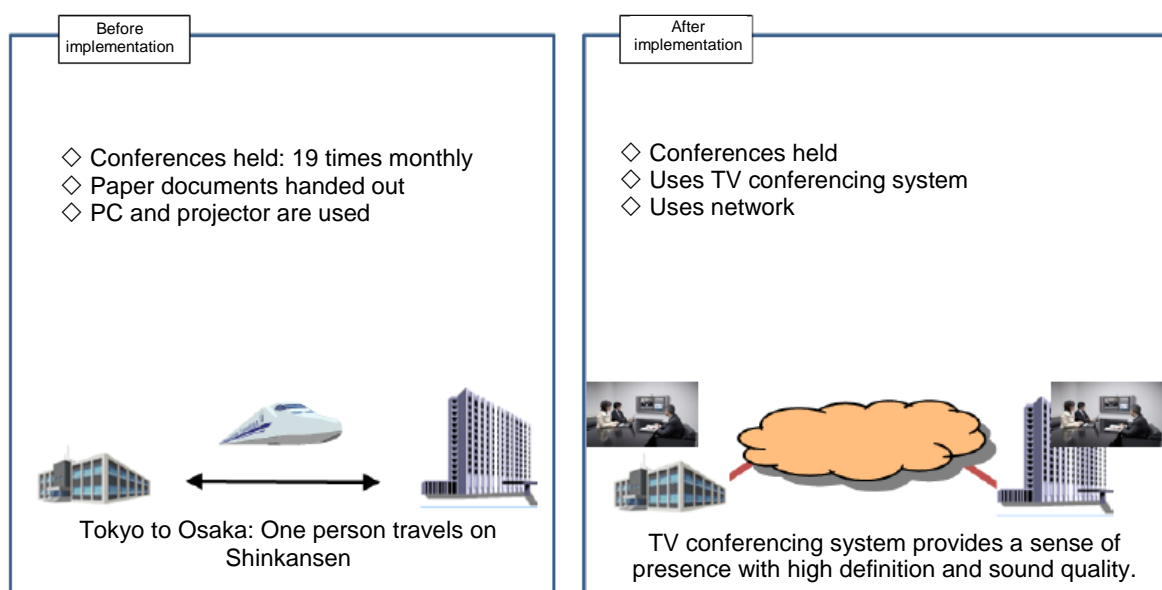 Before
implementation
◇ Conferences held: 19 times monthly
◇ Paper documents handed out
◇ PC and projector are used
Tokyo to Osaka: One person travels on
Shinkansen
After
implementation
◇ Conferences held
◇ Uses TV conferencing system
◇ Uses network
TV conferencing system provides a sense of
presence with high definition and sound quality.